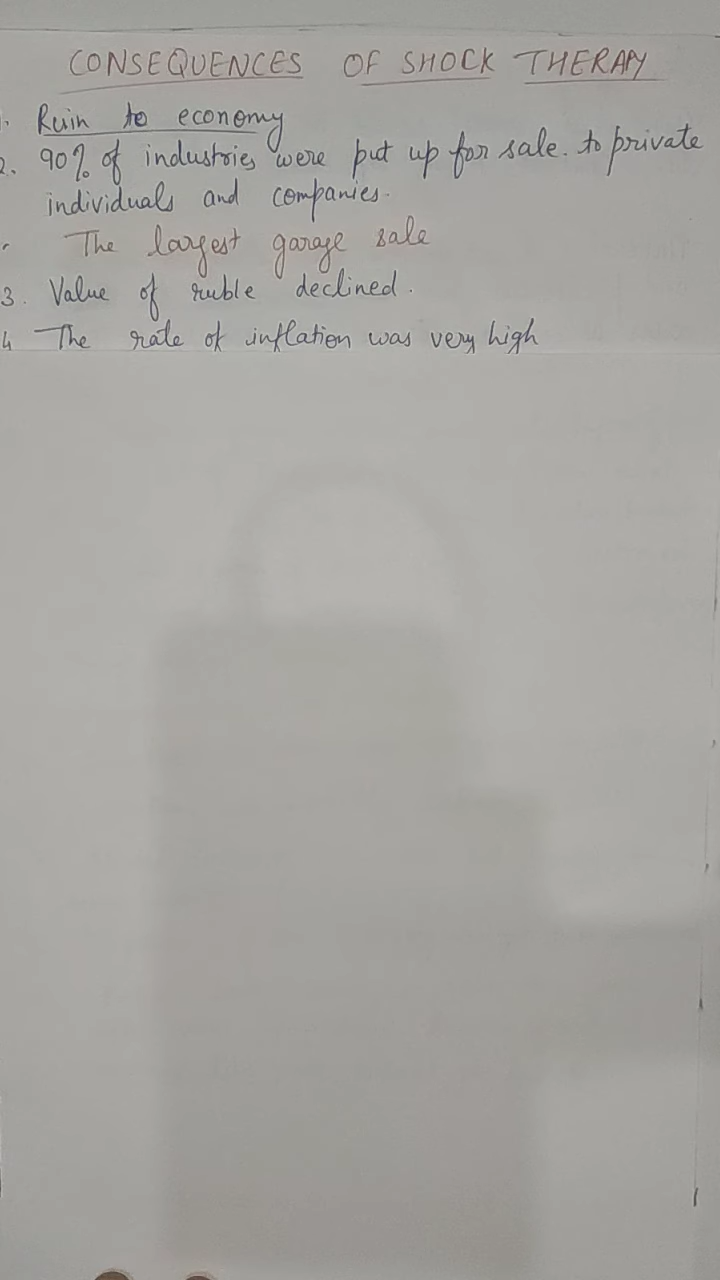 CONSEQUENCES OF SHOCK THERAPY
1. Ruin to economy
2. 90% of industries were put up for sale. to private
individuals and companies.
The largest garage sale
3. Value of ruble declined.
4 The rate of inflation was very high